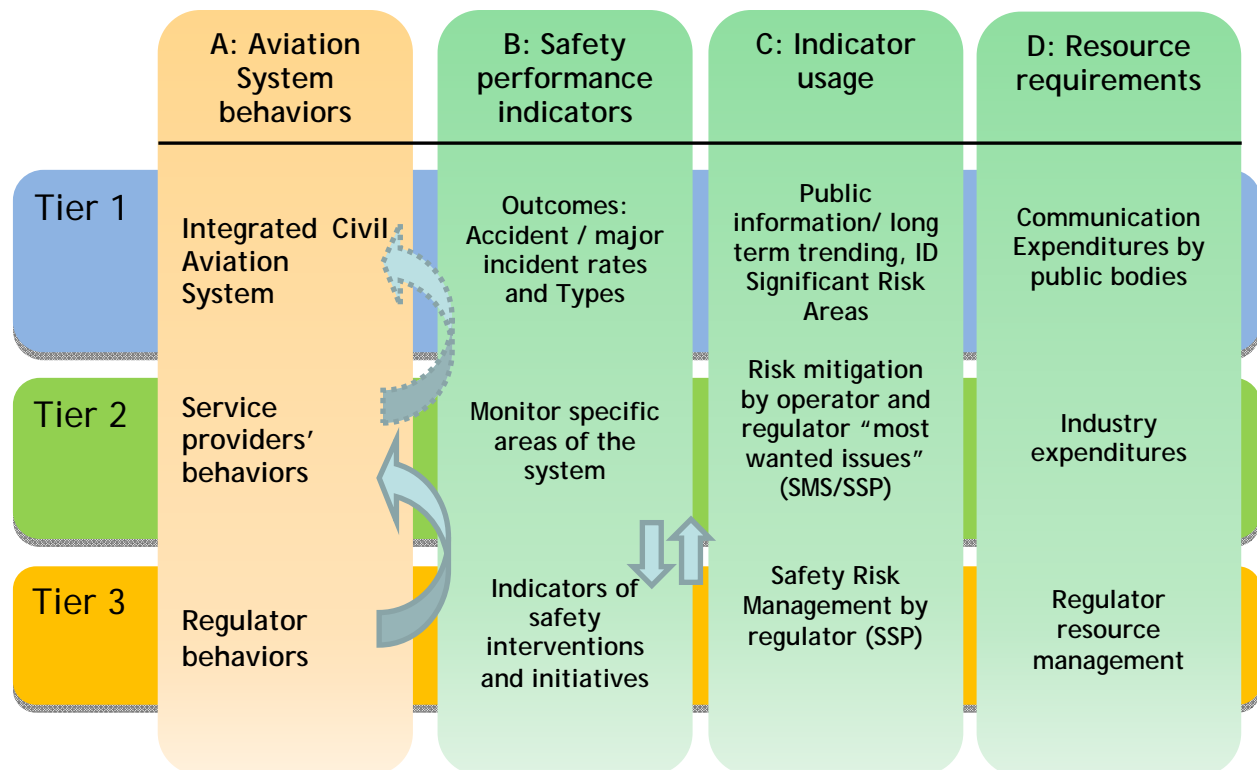 A: Aviation
System
behaviors
B: Safety
performance
indicators
C: Indicator
usage
D: Resource
requirements
Tier 1
Integrated Civil
Aviation
System
Outcomes:
Accident / major
incident rates
and Types
Public
information/ long
term trending, ID
Significant Risk
Areas
Communication
Expenditures by
public bodies
Tier 2
Service
providers’
behaviors
Monitor specific
areas of the
system
Risk mitigation
by operator and
regulator “most
wanted issues”
(SMS/SSP)
Industry
expenditures
Tier 3
Regulator
behaviors
Indicators of
safety
interventions
and initiatives
Safety Risk
Management by
regulator (SSP)
Regulator
resource
management